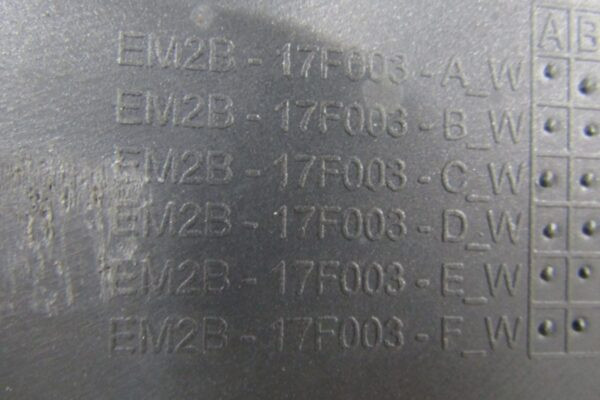 A B
EM2B - 17F003 - A_W
EM2B - 17F003 - B_W
EM2B - 17F003 - C_W
EM2B - 17F003 - D_W
EM2B - 17F003 - E_W
EM2B - 17F003 - F_W